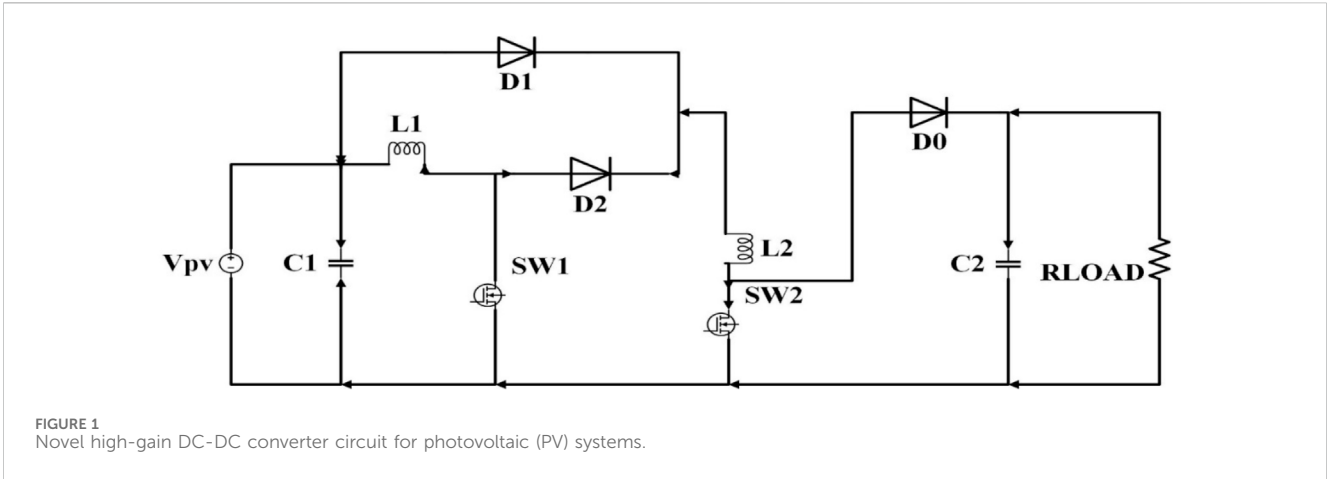 D1
L1
D0
D2
Vpv
C1
SW1
L2
SW2
C2
RLOAD
FIGURE 1
Novel high-gain DC-DC converter circuit for photovoltaic (PV) systems.